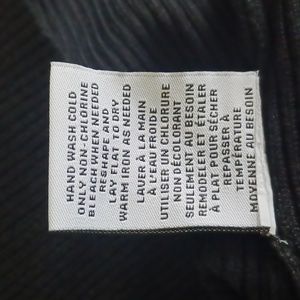 HAND WASH COLD
ONLY NON-CHLORINE
BLEACH WHEN NEEDED
RESHAPE AND
LAY FLAT TO DRY
WARM IRON AS NEEDED
LAVER À LA MAIN
À L'EAU FROIDE
UTILISER UN CHLORURE
NON DÉCOLORANT
SEULEMENT AU BESOIN
REMODELER ET ÉTALER
À PLAT POUR SÉCHER
REPASSER À
TEMPÉRATURE
MOYENNE AU BESOIN